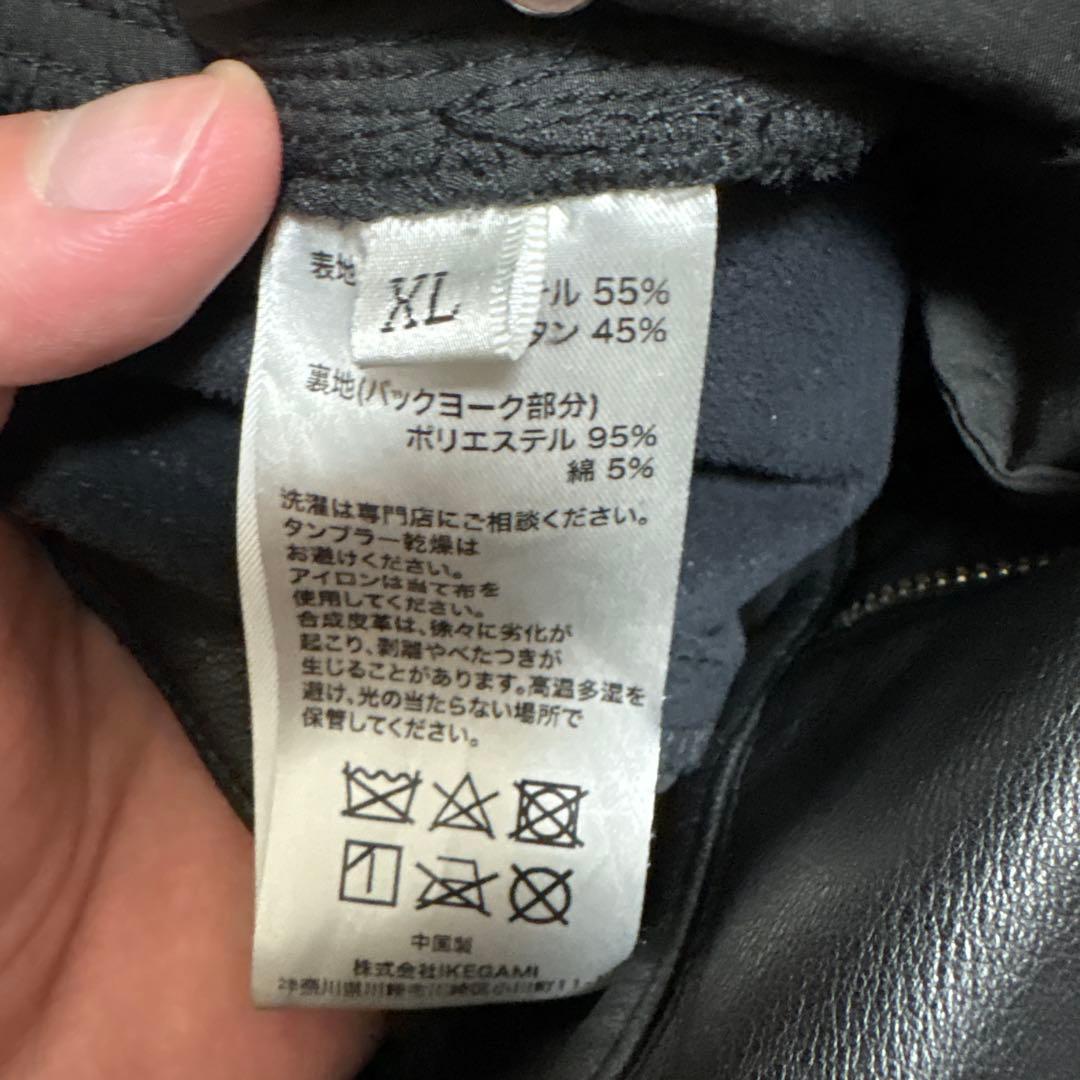 表地
XL
ル 55%
タン 45%
裏地(バックヨーク部分)
ポリエステル 95%
綿 5%
洗濯は専門店にご相談ください。
タンブラー乾燥は
お避けください。
アイロンは当て布を
使用してください。
合成皮革は、徐々に劣化が
起こり、剥離やべたつきが
生じることがあります。高温多湿を
避け、光の当たらない場所で
保管してください。
中国製
株式会社IKEGAMI